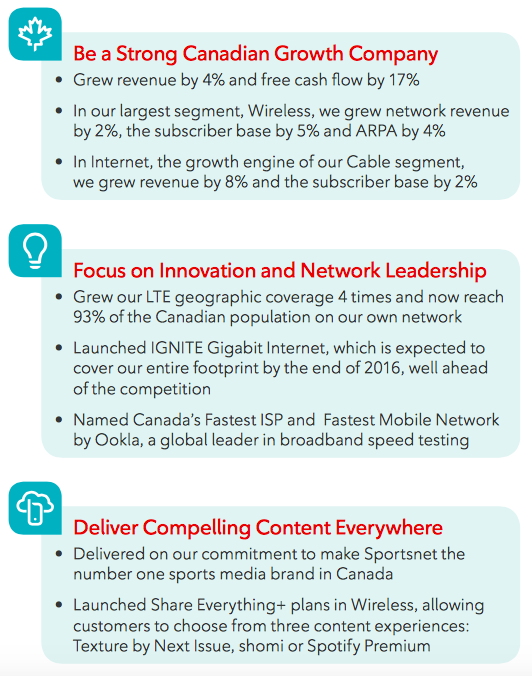 Be a Strong Canadian Growth Company
• Grew revenue by 4% and free cash flow by 17%
• In our largest segment, Wireless, we grew network revenue
by 2%, the subscriber base by 5% and ARPA by 4%
• In Internet, the growth engine of our Cable segment,
we grew revenue by 8% and the subscriber base by 2%
Focus on Innovation and Network Leadership
• Grew our LTE geographic coverage 4 times and now reach
93% of the Canadian population on our own network
• Launched IGNITE Gigabit Internet, which is expected to
cover our entire footprint by the end of 2016, well ahead
of the competition
• Named Canada’s Fastest ISP and  Fastest Mobile Network
by Ookla, a global leader in broadband speed testing
Deliver Compelling Content Everywhere
• Delivered on our commitment to make Sportsnet the
number one sports media brand in Canada
• Launched Share Everything+ plans in Wireless, allowing
customers to choose from three content experiences:
Texture by Next Issue, shomi or Spotify Premium